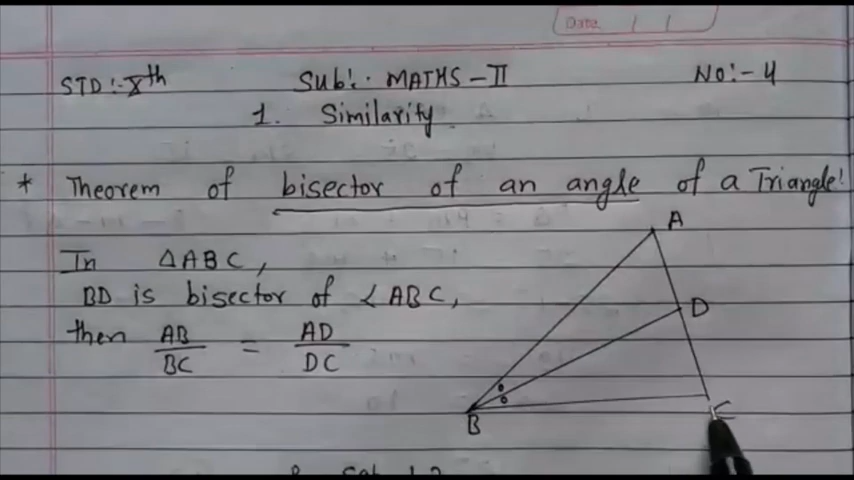 Date / /
STD:- Xth Sub:- MATHS-II No:- 4
1. Similarity
* Theorem of bisector of an angle of a Triangle:
In ΔABC,
BD is bisector of ∠ABC,
then AB/BC = AD/DC
A
D
B
C